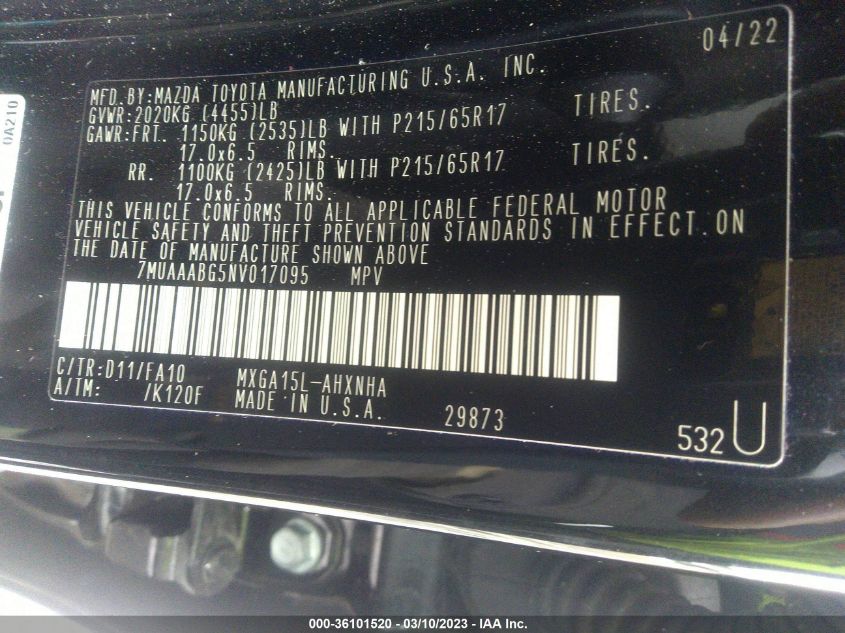 04/22
MFD.BY:MAZDA TOYOTA MANUFACTURING U.S.A. INC.
GVWR:2020KG (4455)LB
GAWR:FRT. 1150KG (2535)LB WITH P215/65R17 TIRES.
17.0x6.5 RIMS.
RR. 1100KG (2425)LB WITH P215/65R17 TIRES.
17.0x6.5 RIMS.
THIS VEHICLE CONFORMS TO ALL APPLICABLE FEDERAL MOTOR
VEHICLE SAFETY AND THEFT PREVENTION STANDARDS IN EFFECT ON
THE DATE OF MANUFACTURE SHOWN ABOVE
7MUAAABG5NV017095 MPV
C/TR:D11/FA10 MXGA15L-AHXNHA
A/TM: /K120F MADE IN U.S.A. 29873
532 U
0A210
000-36101520 - 03/10/2023 - IAA Inc.